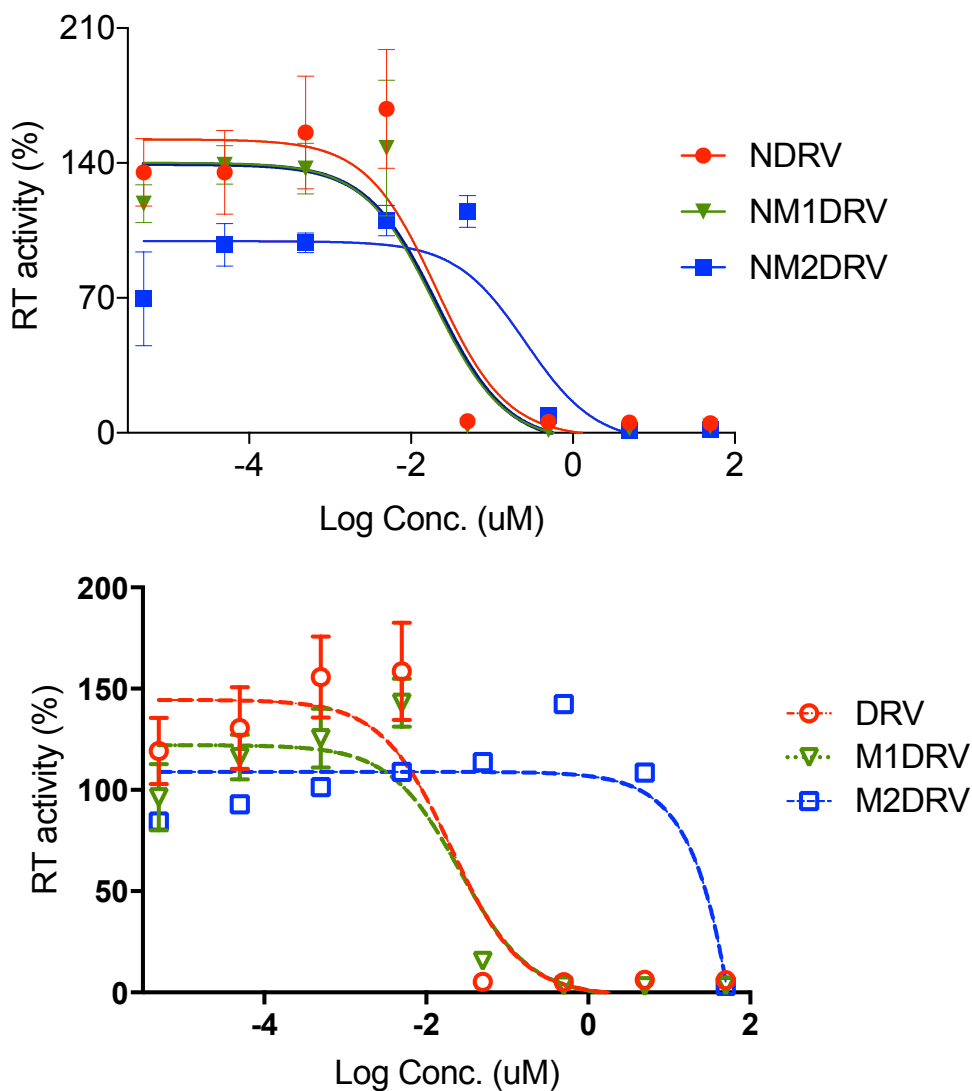 210
140
70
0
RT activity (%)
-4 -2 0 2
Log Conc. (uM)
NDRV
NM1DRV
NM2DRV
200
150
100
50
0
RT activity (%)
-4 -2 0 2
Log Conc. (uM)
DRV
M1DRV
M2DRV